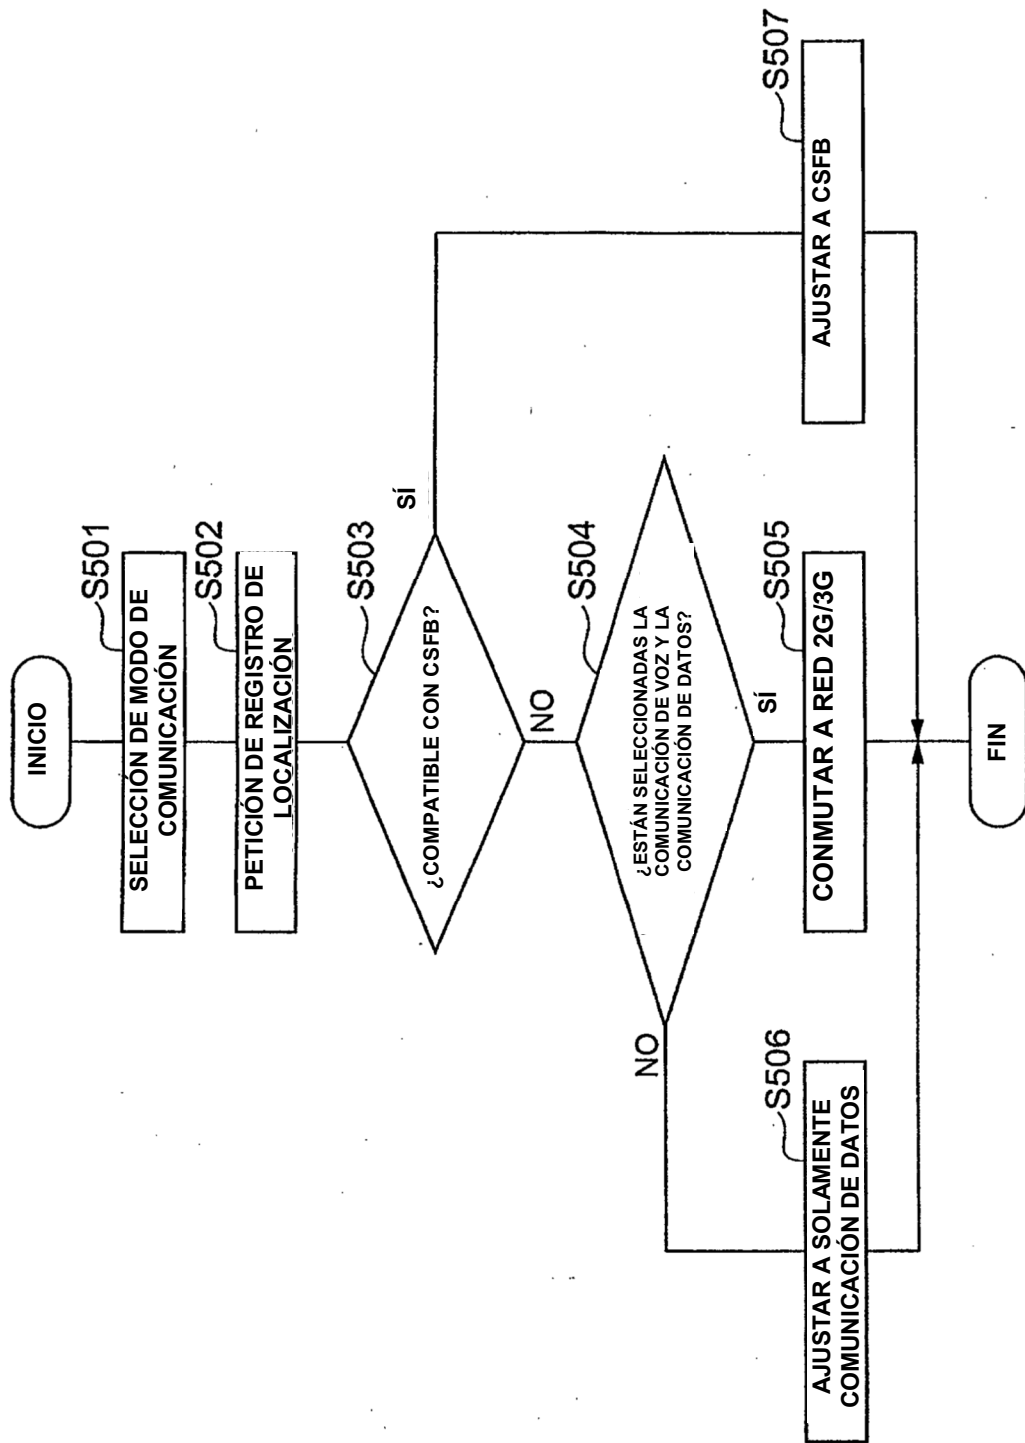 INICIO
S501
SELECCIÓN DE MODO DE
COMUNICACIÓN
S502
PETICIÓN DE REGISTRO DE
LOCALIZACIÓN
S503
¿COMPATIBLE CON CSFB?
SÍ
NO
S504
¿ESTÁN SELECCIONADAS LA
COMUNICACIÓN DE VOZ Y LA
COMUNICACIÓN DE DATOS?
NO
SÍ
S506
AJUSTAR A SOLAMENTE
COMUNICACIÓN DE DATOS
S505
CONMUTAR A RED 2G/3G
S507
AJUSTAR A CSFB
FIN